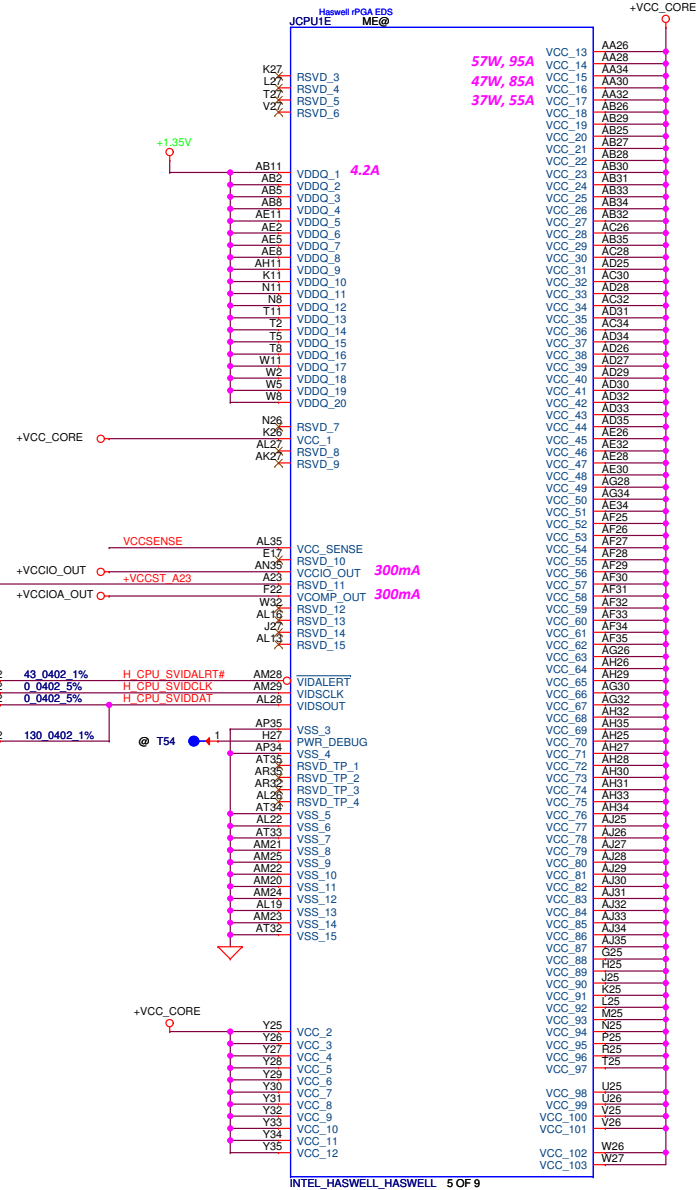 +VCC_CORE
Haswell rPGA EDS
JCPU1E ME@
57W, 95A
47W, 85A
37W, 55A
K27 RSVD_3
L27 RSVD_4
T27 RSVD_5
V27 RSVD_6
+1.35V
4.2A
AB11 VDDQ_1
AB2 VDDQ_2
AB5 VDDQ_3
AB8 VDDQ_4
AE11 VDDQ_5
AE2 VDDQ_6
AE5 VDDQ_7
AE8 VDDQ_8
AH11 VDDQ_9
K11 VDDQ_10
N11 VDDQ_11
N8 VDDQ_12
T11 VDDQ_13
T2 VDDQ_14
T5 VDDQ_15
T8 VDDQ_16
W11 VDDQ_17
W2 VDDQ_18
W5 VDDQ_19
W8 VDDQ_20
N26 RSVD_7
+VCC_CORE K26 VCC_1
AL27 RSVD_8
AK27 RSVD_9
VCCSENSE AL35 VCC_SENSE
E17 RSVD_10
+VCCIO_OUT AN35 VCCIO_OUT 300mA
+VCCST_A23 A23 RSVD_11
+VCCIOA_OUT F22 VCOMP_OUT 300mA
W32 RSVD_12
AL16 RSVD_13
J27 RSVD_14
AL13 RSVD_15
2 43_0402_1% H_CPU_SVIDALRT# AM28 VIDALERT
2 0_0402_5% H_CPU_SVIDCLK AM29 VIDSCLK
2 0_0402_5% H_CPU_SVIDDAT AL28 VIDSOUT
AP35 VSS_3
2 130_0402_1% @ T54 1 H27 PWR_DEBUG
AP34 VSS_4
AT35 RSVD_TP_1
AR35 RSVD_TP_2
AR32 RSVD_TP_3
AL26 RSVD_TP_4
AT34 VSS_5
AL22 VSS_6
AT33 VSS_7
AM21 VSS_8
AM25 VSS_9
AM22 VSS_10
AM20 VSS_11
AM24 VSS_12
AL19 VSS_13
AM23 VSS_14
AT32 VSS_15
+VCC_CORE
Y25 VCC_2
Y26 VCC_3
Y27 VCC_4
Y28 VCC_5
Y29 VCC_6
Y30 VCC_7
Y31 VCC_8
Y32 VCC_9
Y33 VCC_10
Y34 VCC_11
Y35 VCC_12
VCC_13 AA26
VCC_14 AA28
VCC_15 AA34
VCC_16 AA30
VCC_17 AA32
VCC_18 AB26
VCC_19 AB29
VCC_20 AB25
VCC_21 AB27
VCC_22 AB28
VCC_23 AB30
VCC_24 AB31
VCC_25 AB33
VCC_26 AB34
VCC_27 AB32
VCC_28 AC26
VCC_29 AB35
VCC_30 AC28
VCC_31 AD25
VCC_32 AC30
VCC_33 AD28
VCC_34 AC32
VCC_35 AD31
VCC_36 AC34
VCC_37 AD34
VCC_38 AD26
VCC_39 AD27
VCC_40 AD29
VCC_41 AD30
VCC_42 AD32
VCC_43 AD33
VCC_44 AD35
VCC_45 AE26
VCC_46 AE32
VCC_47 AE28
VCC_48 AE30
VCC_49 AG28
VCC_50 AG34
VCC_51 AE34
VCC_52 AF25
VCC_53 AF26
VCC_54 AF27
VCC_55 AF28
VCC_56 AF29
VCC_57 AF30
VCC_58 AF31
VCC_59 AF32
VCC_60 AF33
VCC_61 AF34
VCC_62 AF35
VCC_63 AG26
VCC_64 AH26
VCC_65 AH29
VCC_66 AG30
VCC_67 AG32
VCC_68 AH32
VCC_69 AH35
VCC_70 AH25
VCC_71 AH27
VCC_72 AH28
VCC_73 AH30
VCC_74 AH31
VCC_75 AH33
VCC_76 AH34
VCC_77 AJ25
VCC_78 AJ26
VCC_79 AJ27
VCC_80 AJ28
VCC_81 AJ29
VCC_82 AJ30
VCC_83 AJ31
VCC_84 AJ32
VCC_85 AJ33
VCC_86 AJ34
VCC_87 AJ35
VCC_88 G25
VCC_89 H25
VCC_90 J25
VCC_91 K25
VCC_92 L25
VCC_93 M25
VCC_94 N25
VCC_95 P25
VCC_96 R25
VCC_97 T25
VCC_98 U25
VCC_99 U26
VCC_100 V25
VCC_101 V26
VCC_102 W26
VCC_103 W27
INTEL_HASWELL_HASWELL 5 OF 9